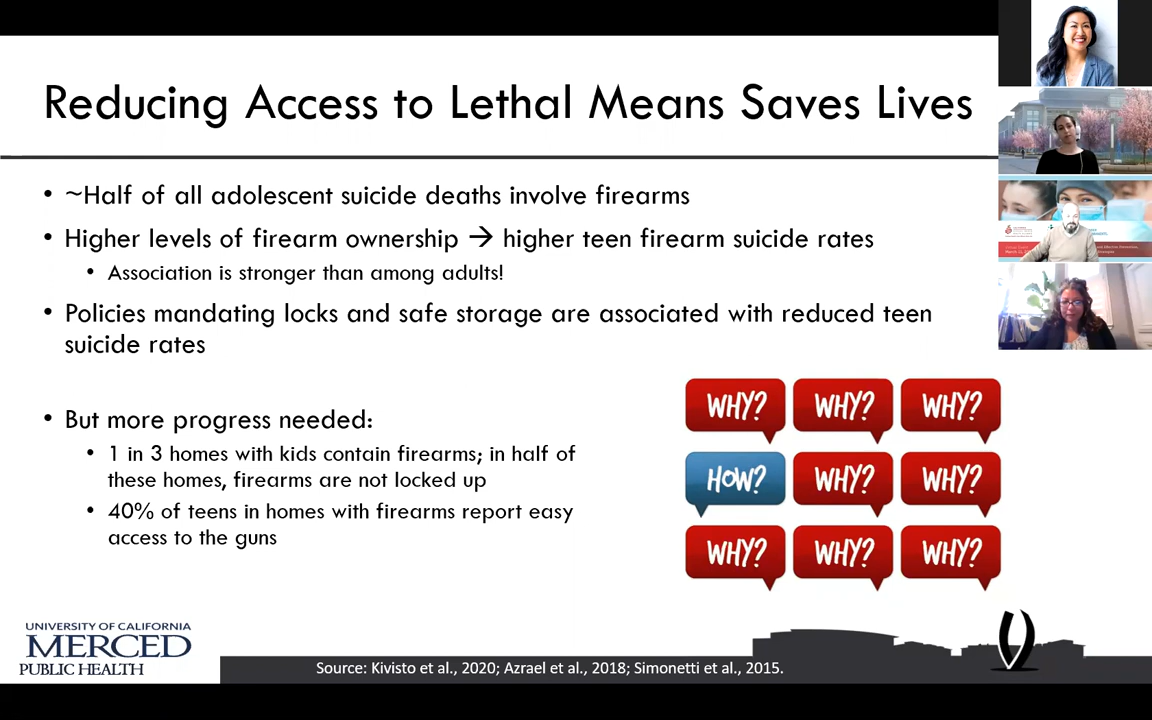 Reducing Access to Lethal Means Saves Lives
• ~Half of all adolescent suicide deaths involve firearms
• Higher levels of firearm ownership → higher teen firearm suicide rates
• Association is stronger than among adults!
• Policies mandating locks and safe storage are associated with reduced teen
suicide rates
• But more progress needed:
• 1 in 3 homes with kids contain firearms; in half of
these homes, firearms are not locked up
• 40% of teens in homes with firearms report easy
access to the guns
WHY? WHY? WHY?
HOW? WHY? WHY?
WHY? WHY? WHY?
UNIVERSITY OF CALIFORNIA
MERCED
PUBLIC HEALTH
Source: Kivisto et al., 2020; Azrael et al., 2018; Simonetti et al., 2015.